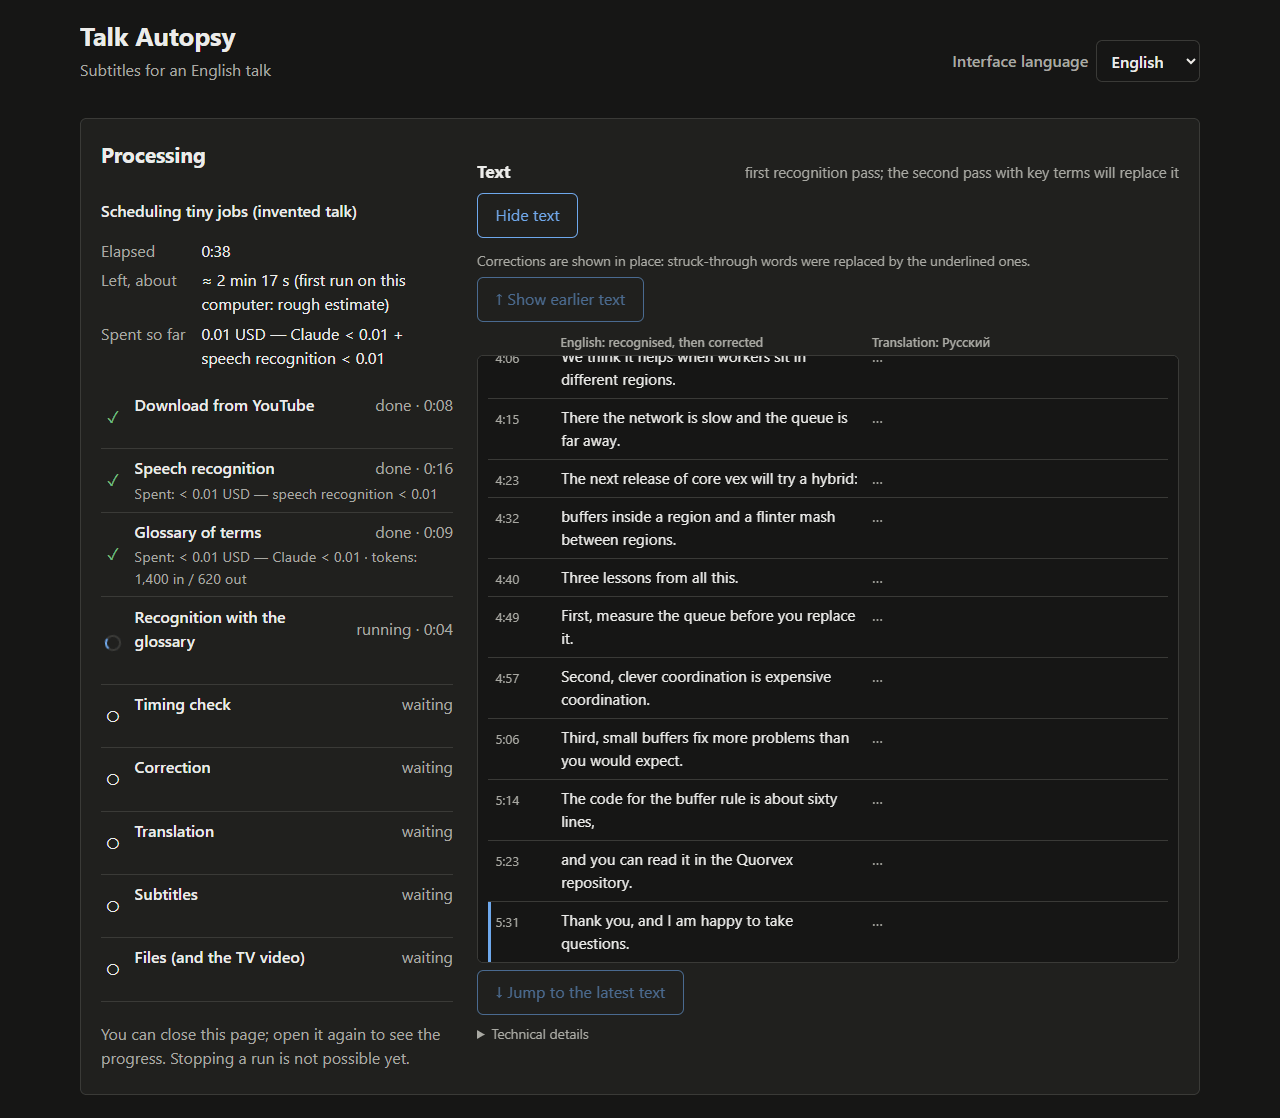 Talk Autopsy
Subtitles for an English talk
Interface language
English
Processing
Scheduling tiny jobs (invented talk)
Elapsed 0:38
Left, about ≈ 2 min 17 s (first run on this
computer: rough estimate)
Spent so far 0.01 USD — Claude < 0.01 +
speech recognition < 0.01
✓ Download from YouTube done · 0:08
✓ Speech recognition done · 0:16
Spent: < 0.01 USD — speech recognition < 0.01
✓ Glossary of terms done · 0:09
Spent: < 0.01 USD — Claude < 0.01 · tokens:
1,400 in / 620 out
Recognition with the
glossary
running · 0:04
Timing check waiting
Correction waiting
Translation waiting
Subtitles waiting
Files (and the TV video) waiting
You can close this page; open it again to see the
progress. Stopping a run is not possible yet.
Text
first recognition pass; the second pass with key terms will replace it
Hide text
Corrections are shown in place: struck-through words were replaced by the underlined ones.
↑ Show earlier text
English: recognised, then corrected Translation: Русский
4:06 We think it helps when workers sit in ...
different regions.
4:15 There the network is slow and the queue is ...
far away.
4:23 The next release of core vex will try a hybrid: ...
4:32 buffers inside a region and a flinter mash ...
between regions.
4:40 Three lessons from all this. ...
4:49 First, measure the queue before you replace ...
it.
4:57 Second, clever coordination is expensive ...
coordination.
5:06 Third, small buffers fix more problems than ...
you would expect.
5:14 The code for the buffer rule is about sixty ...
lines,
5:23 and you can read it in the Quorvex ...
repository.
5:31 Thank you, and I am happy to take ...
questions.
↓ Jump to the latest text
▶ Technical details